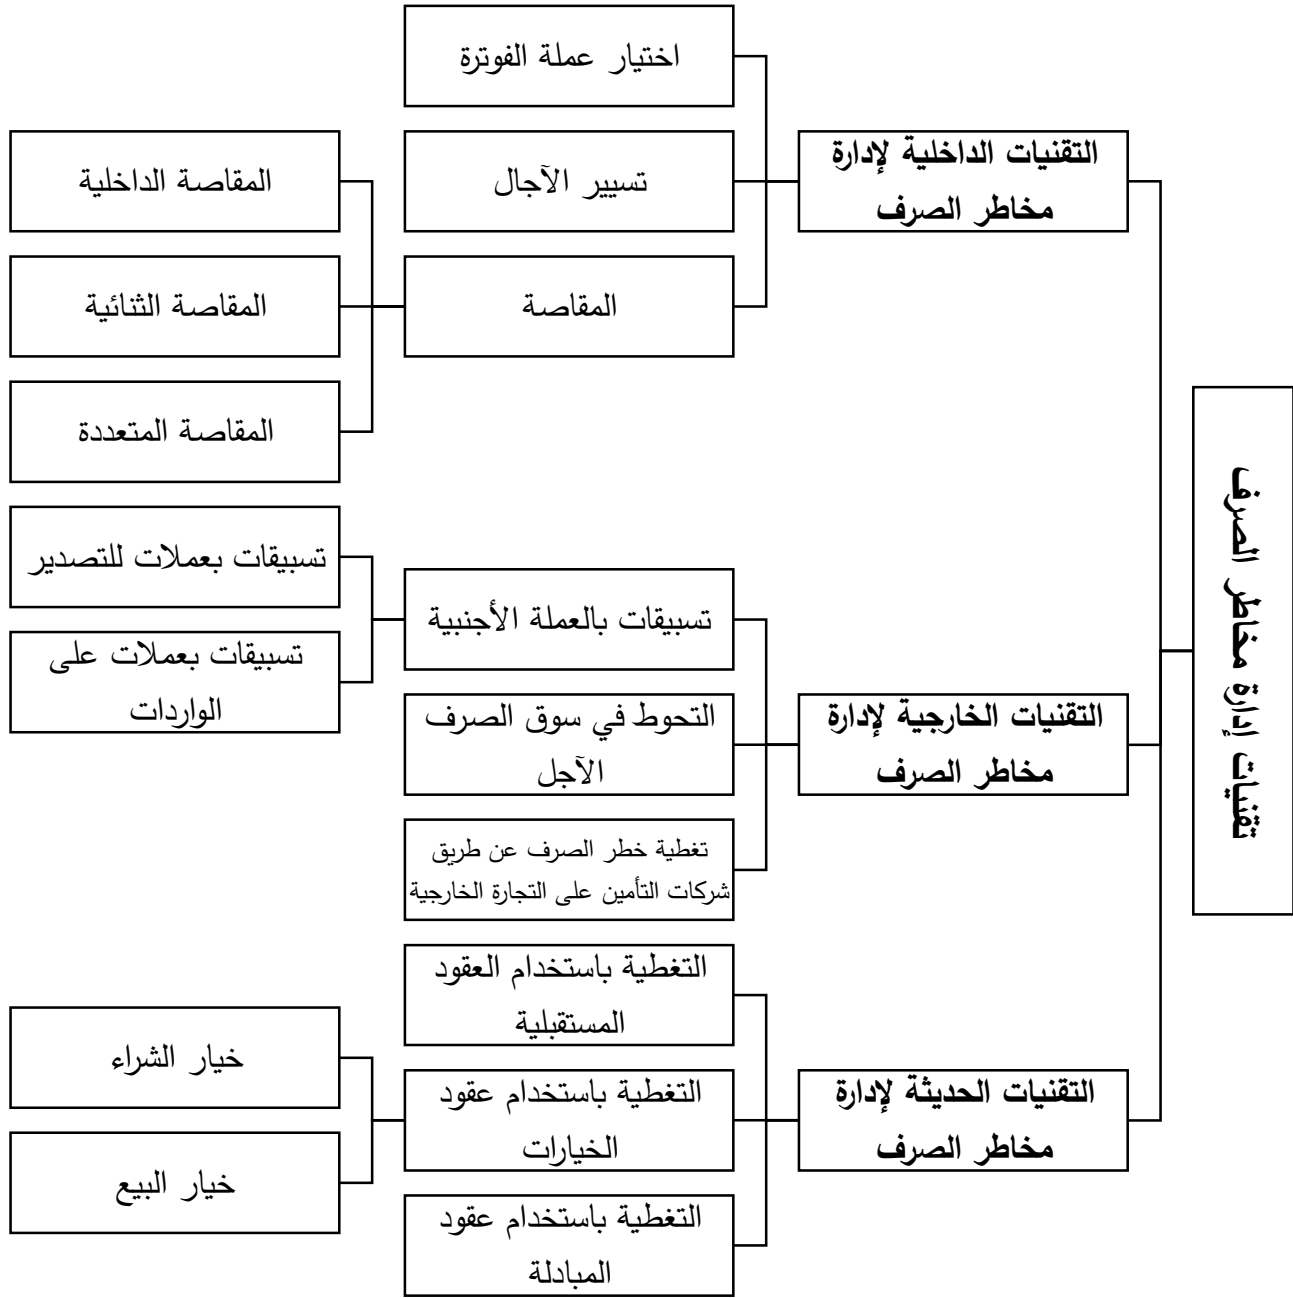 تقنيات إدارة مخاطر الصرف
التقنيات الداخلية لإدارة
مخاطر الصرف
اختيار عملة الفوترة
تسيير الآجال
المقاصة
المقاصة الداخلية
المقاصة الثنائية
المقاصة المتعددة
التقنيات الخارجية لإدارة
مخاطر الصرف
تسبيقات بالعملة الأجنبية
تسبيقات بعملات للتصدير
تسبيقات بعملات على
الواردات
التحوط في سوق الصرف
الآجل
تغطية خطر الصرف عن طريق
شركات التأمين على التجارة الخارجية
التقنيات الحديثة لإدارة
مخاطر الصرف
التغطية باستخدام العقود
المستقبلية
التغطية باستخدام عقود
الخيارات
خيار الشراء
خيار البيع
التغطية باستخدام عقود
المبادلة